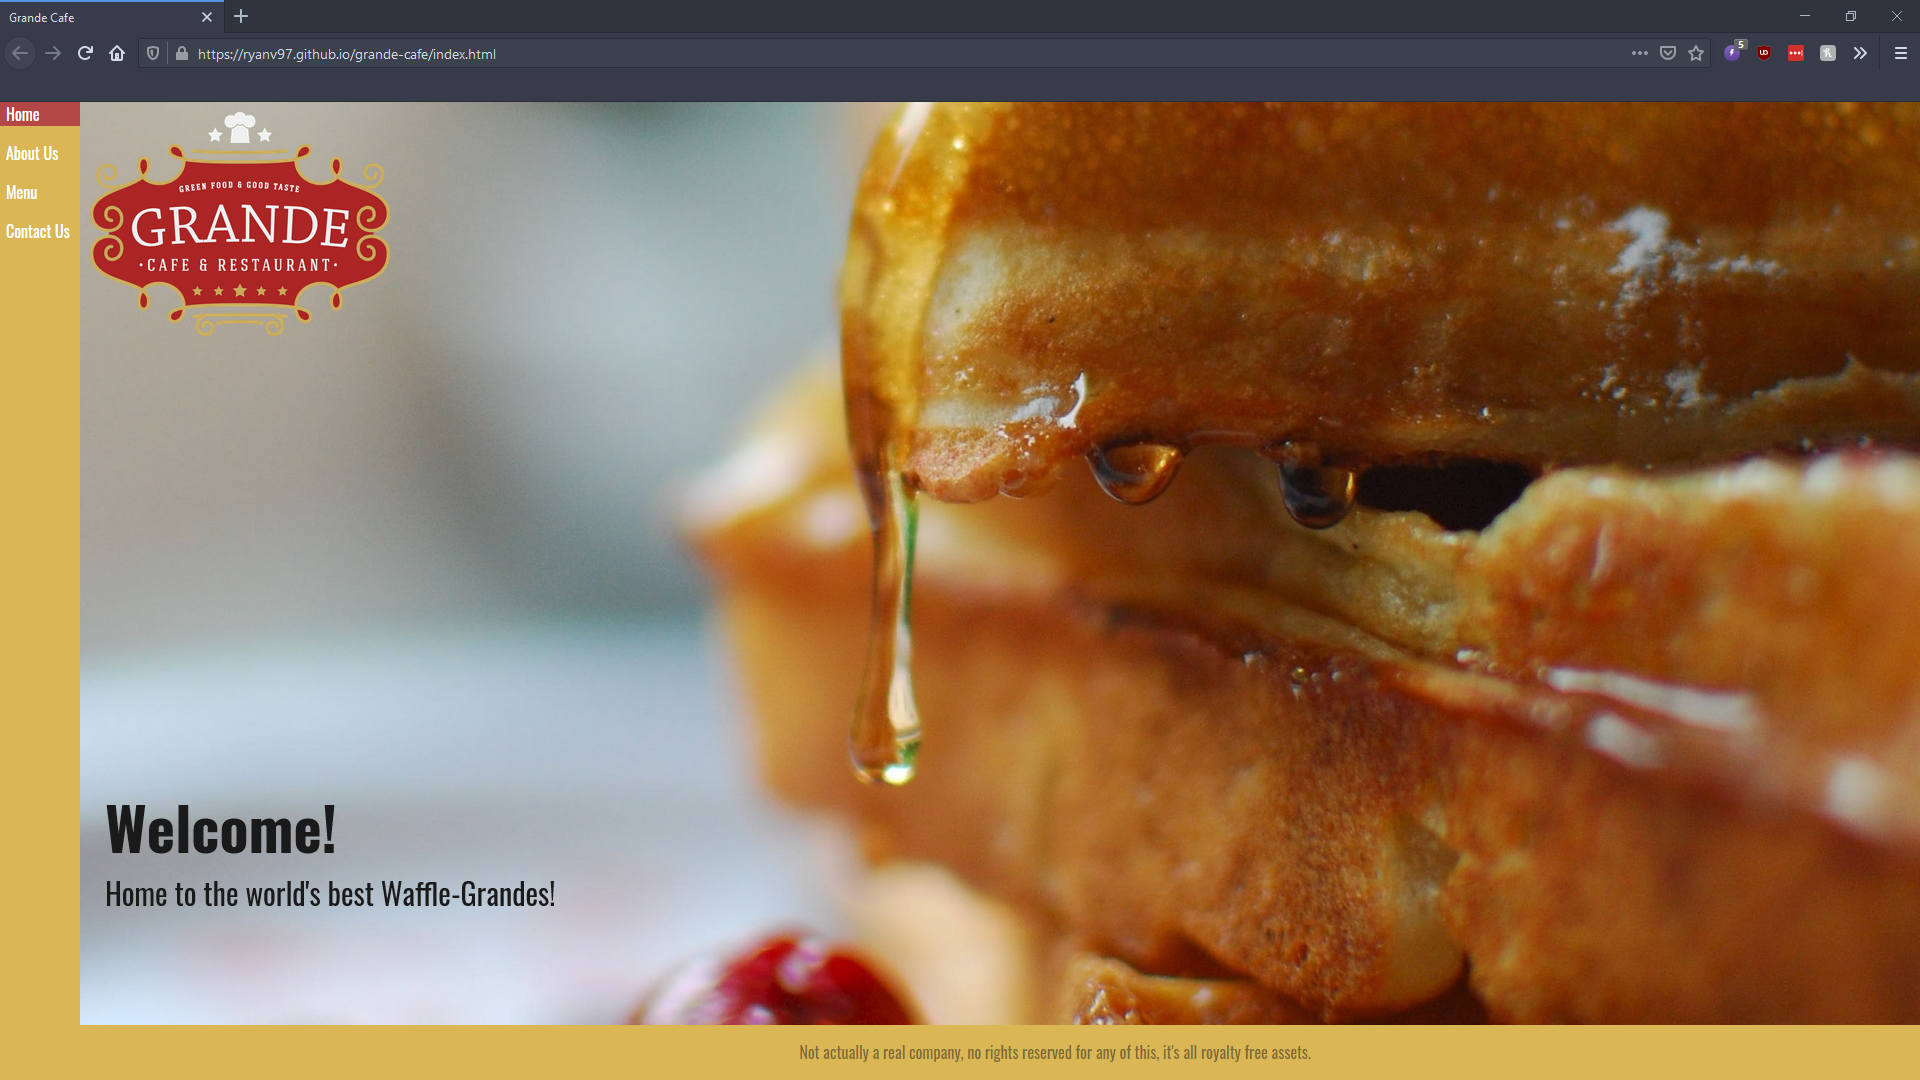 Grande Cafe
https://ryanv97.github.io/grande-cafe/index.html
5
Home
About Us
Menu
Contact Us
GREEN FOOD & GOOD TASTE
GRANDE
·CAFE & RESTAURANT·
Welcome!
Home to the world's best Waffle-Grandes!
Not actually a real company, no rights reserved for any of this, it's all royalty free assets.